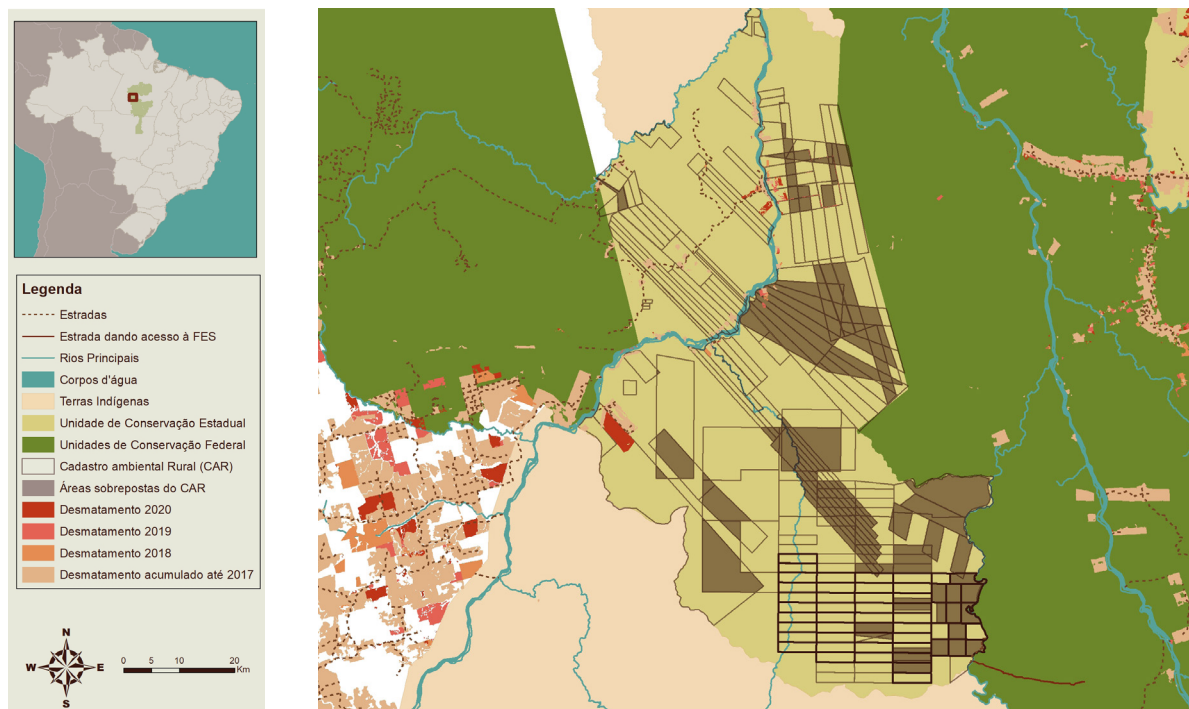 Legenda
Estradas
Estrada dando acesso à FES
Rios Principais
Corpos d'água
Terras Indígenas
Unidade de Conservação Estadual
Unidades de Conservação Federal
Cadastro ambiental Rural (CAR)
Áreas sobrepostas do CAR
Desmatamento 2020
Desmatamento 2019
Desmatamento 2018
Desmatamento acumulado até 2017
N
W E
S
0 5 10 20
Km